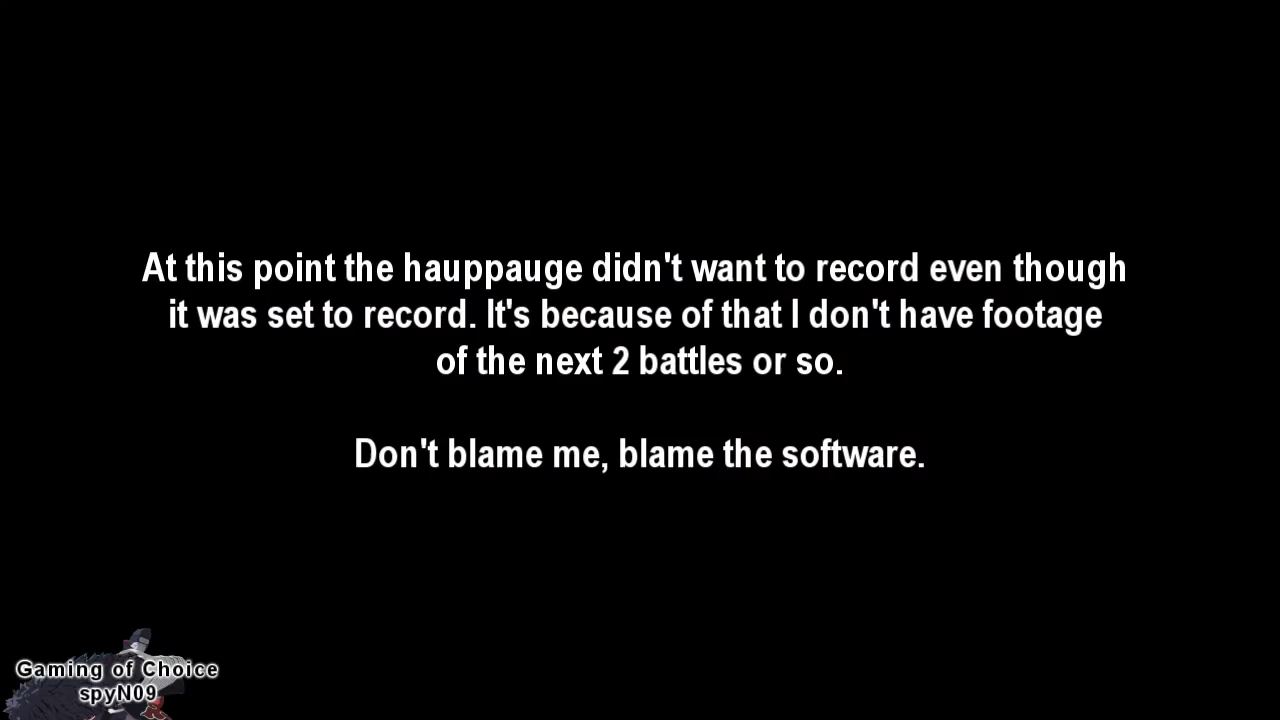 At this point the hauppauge didn't want to record even though
it was set to record. It's because of that I don't have footage
of the next 2 battles or so.
Don't blame me, blame the software.
Gaming of Choice
spyN09